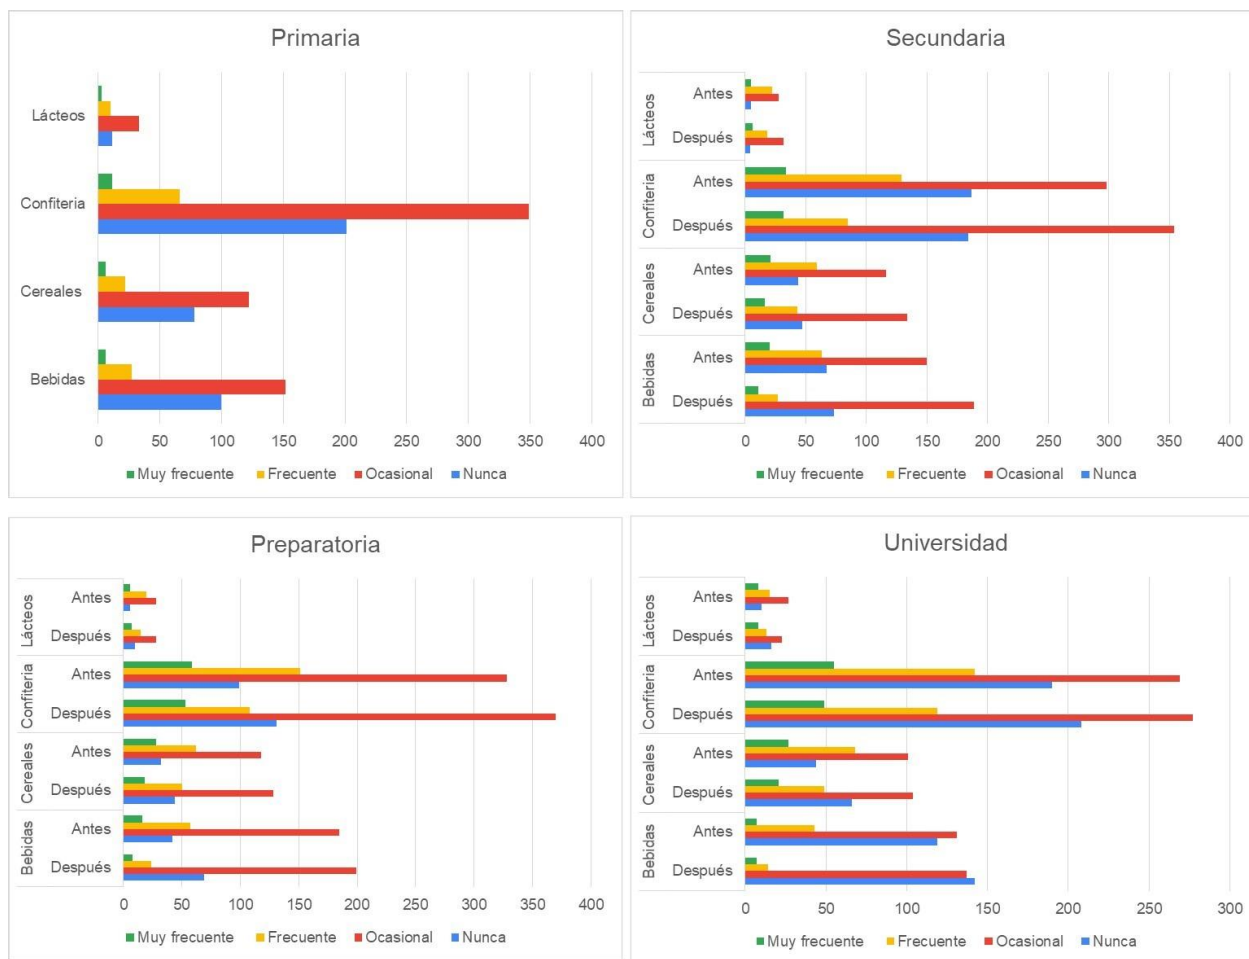 Primaria
Lácteos
Confiteria
Cereales
Bebidas
0 50 100 150 200 250 300 350 400
Muy frecuente Frecuente Ocasional Nunca
Secundaria
Lácteos
Antes
Después
Confiteria
Antes
Después
Cereales
Antes
Después
Bebidas
Antes
Después
0 50 100 150 200 250 300 350 400
Muy frecuente Frecuente Ocasional Nunca
Preparatoria
Lácteos
Antes
Después
Confiteria
Antes
Después
Cereales
Antes
Después
Bebidas
Antes
Después
0 50 100 150 200 250 300 350 400
Muy frecuente Frecuente Ocasional Nunca
Universidad
Lácteos
Antes
Después
Confiteria
Antes
Después
Cereales
Antes
Después
Bebidas
Antes
Después
0 50 100 150 200 250 300
Muy frecuente Frecuente Ocasional Nunca